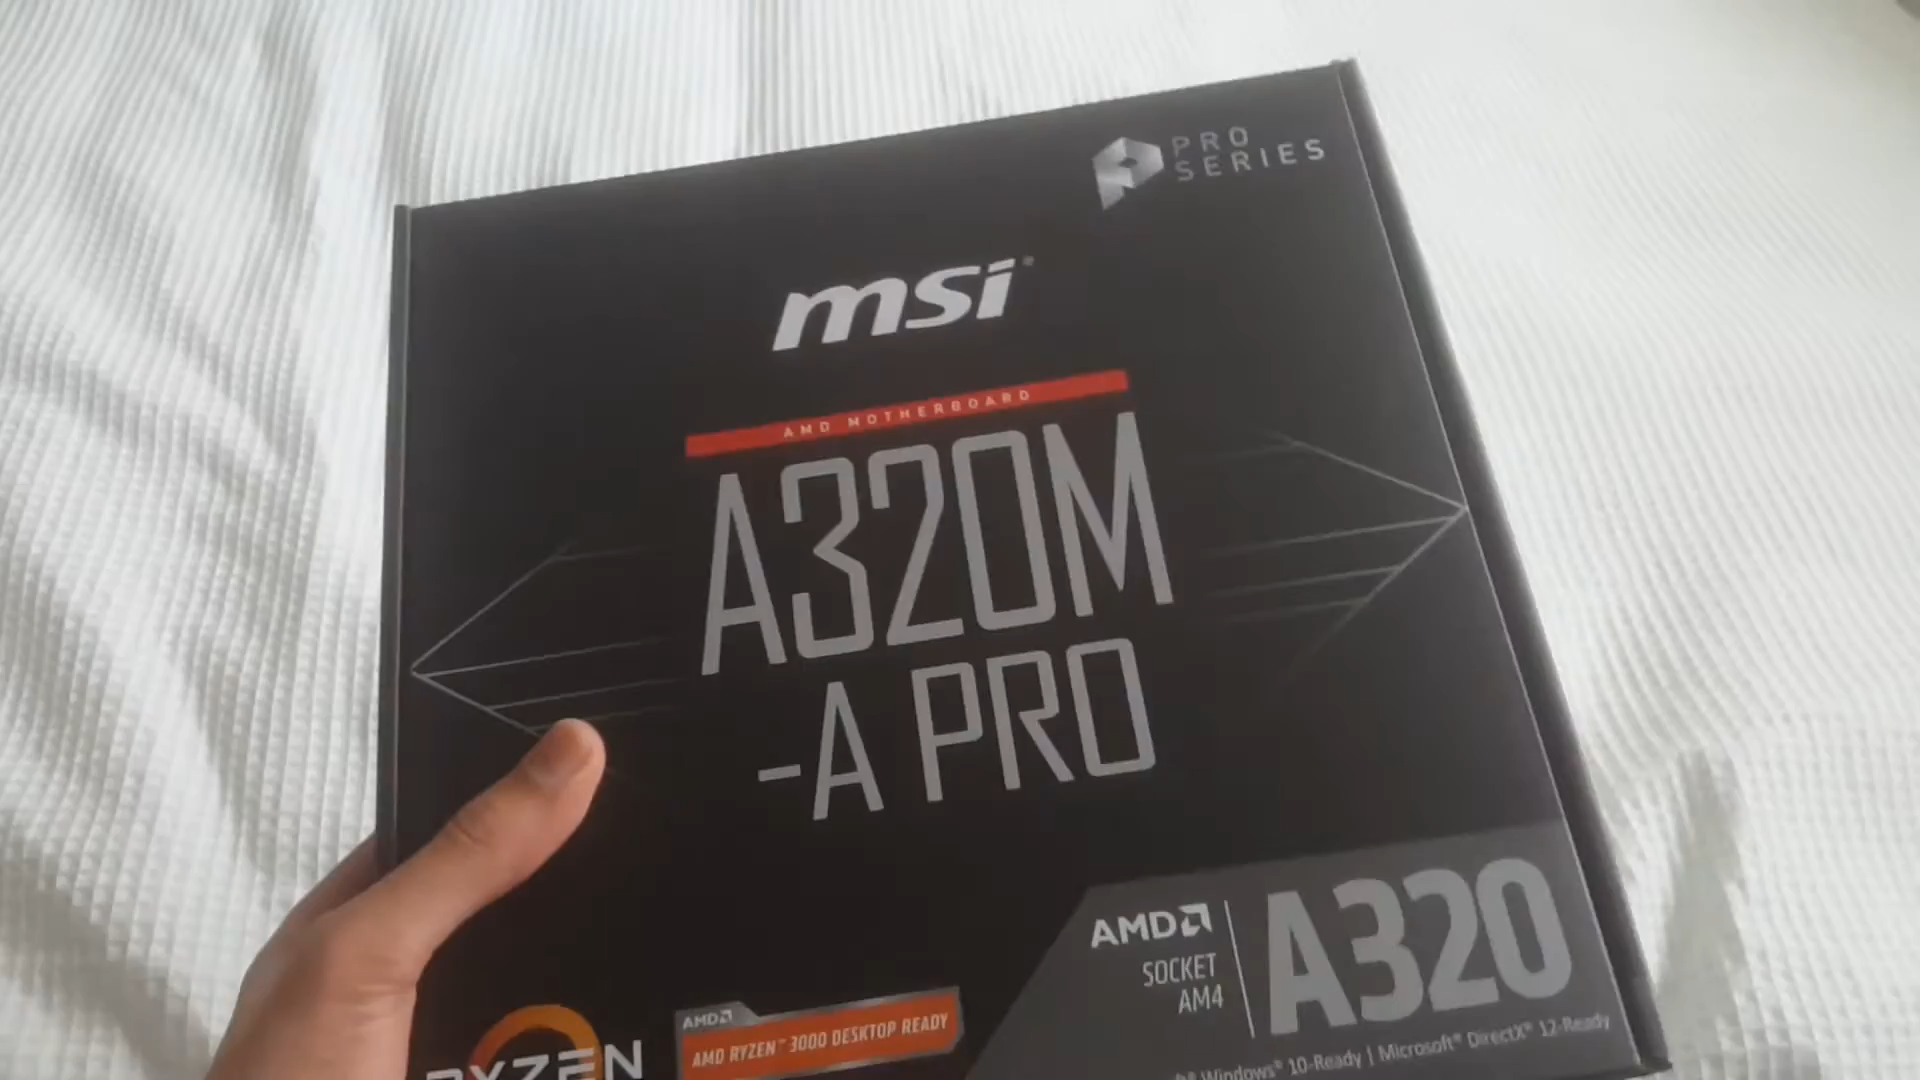 PRO
SERIES
msi
AMD MOTHERBOARD
A320M
-A PRO
AMD
SOCKET
AM4
A320
RYZEN
AMD
AMD RYZEN™ 3000 DESKTOP READY
Windows® 10-Ready | Microsoft® DirectX® 12-Ready